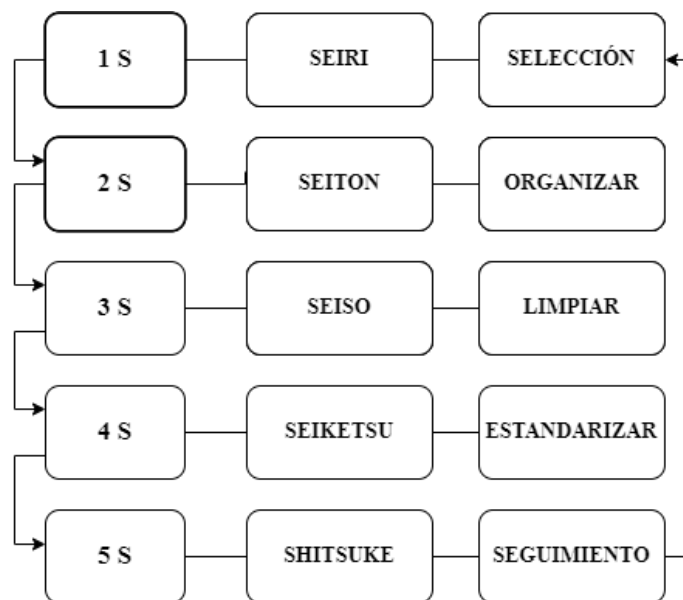 1 S SEIRI SELECCIÓN
2 S SEITON ORGANIZAR
3 S SEISO LIMPIAR
4 S SEIKETSU ESTANDARIZAR
5 S SHITSUKE SEGUIMIENTO